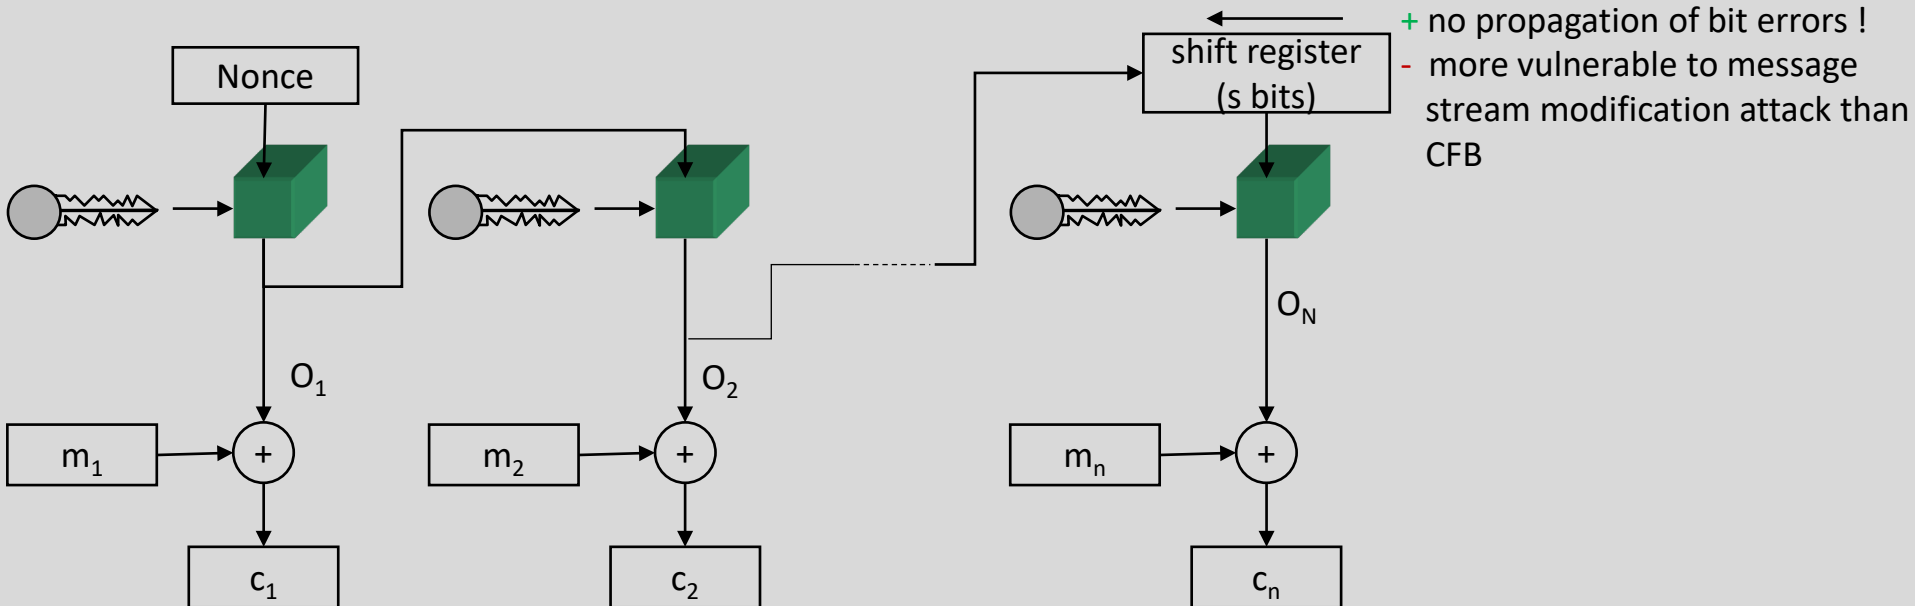 Nonce
shift register
(s bits)
+ no propagation of bit errors !
- more vulnerable to message
stream modification attack than
CFB
O₁
O₂
O_N
m₁
+
m₂
+
mₙ
+
c₁
c₂
cₙ